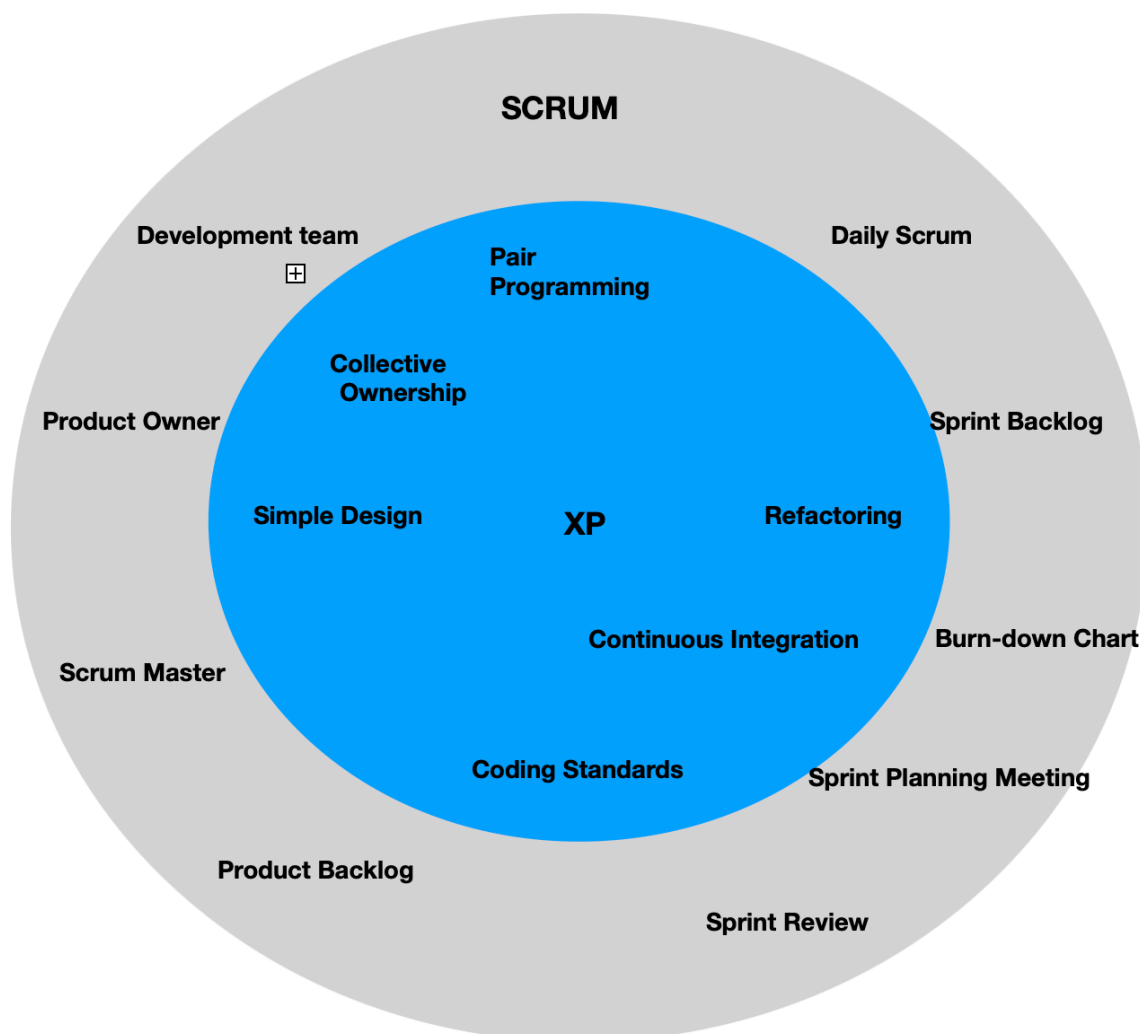 SCRUM
Development team
Daily Scrum
Pair
Programming
Collective
Ownership
Product Owner
Sprint Backlog
Simple Design
XP
Refactoring
Continuous Integration
Burn-down Chart
Scrum Master
Coding Standards
Sprint Planning Meeting
Product Backlog
Sprint Review